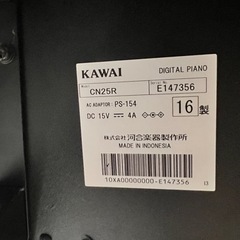 KAWAI DIGITAL PIANO
Model CN25R Serial No. E147356
AC ADAPTOR : PS-154
DC 15V ⎓ 4A
16 製
株式会社 河合楽器製作所
MADE IN INDONESIA
10XA00000000-E147356